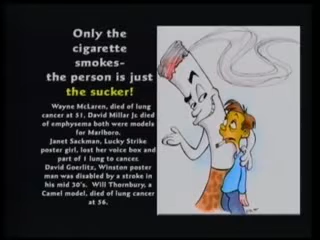 Only the
cigarette
smokes-
the person is just
the sucker!
Wayne McLaren, died of lung
cancer at 51, David Millar Jc died
of emphysema both were models
for Marlboro.
Janet Sackman, Lucky Strike
poster girl, lost her voice box and
part of 1 lung to cancer.
David Goerlitz, Winston poster
man was disabled by a stroke in
his mid 30's. Will Thornbury, a
Camel model, died of lung cancer
at 56.